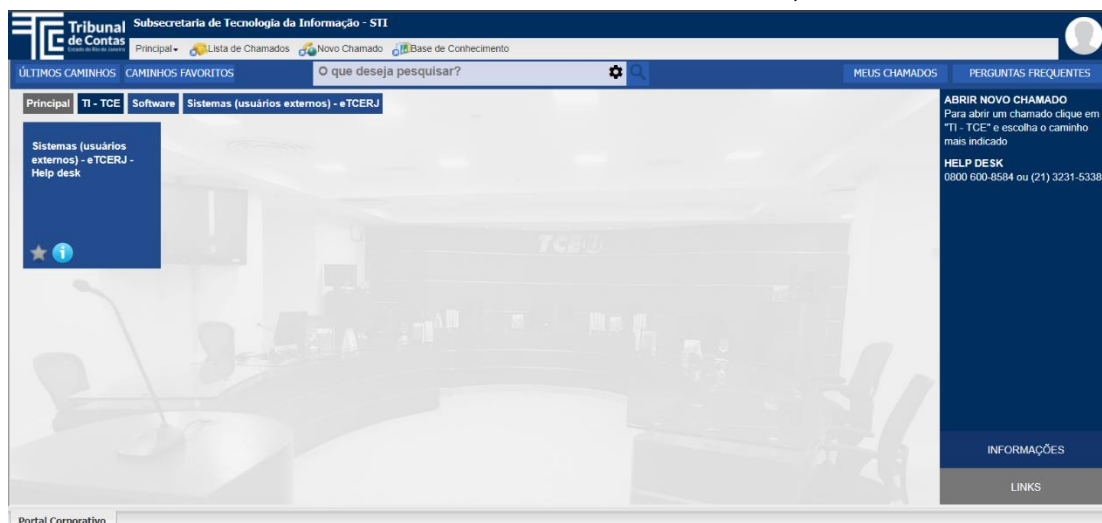 Tribunal
de Contas
Estado do Rio de Janeiro
Subsecretaria de Tecnologia da Informação - STI
Principal
Lista de Chamados
Novo Chamado
Base de Conhecimento
ÚLTIMOS CAMINHOS
CAMINHOS FAVORITOS
O que deseja pesquisar?
MEUS CHAMADOS
PERGUNTAS FREQUENTES
Principal
TI - TCE
Software
Sistemas (usuários externos) - eTCERJ
Sistemas (usuários
externos) - eTCERJ -
Help desk
TCERJ
ABRIR NOVO CHAMADO
Para abrir um chamado clique em
"TI - TCE" e escolha o caminho
mais indicado
HELP DESK
0800 600-8584 ou (21) 3231-5338
INFORMAÇÕES
LINKS
Portal Corporativo